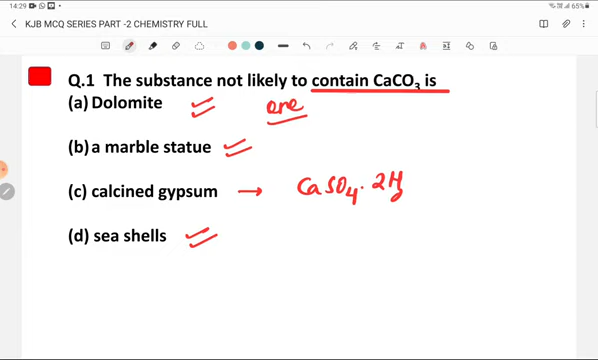 14:29
65%
KJB MCQ SERIES PART -2 CHEMISTRY FULL
Q.1 The substance not likely to contain CaCO₃ is
(a) Dolomite ore
(b) a marble statue
(c) calcined gypsum → CaSO₄. 2H₂
(d) sea shells